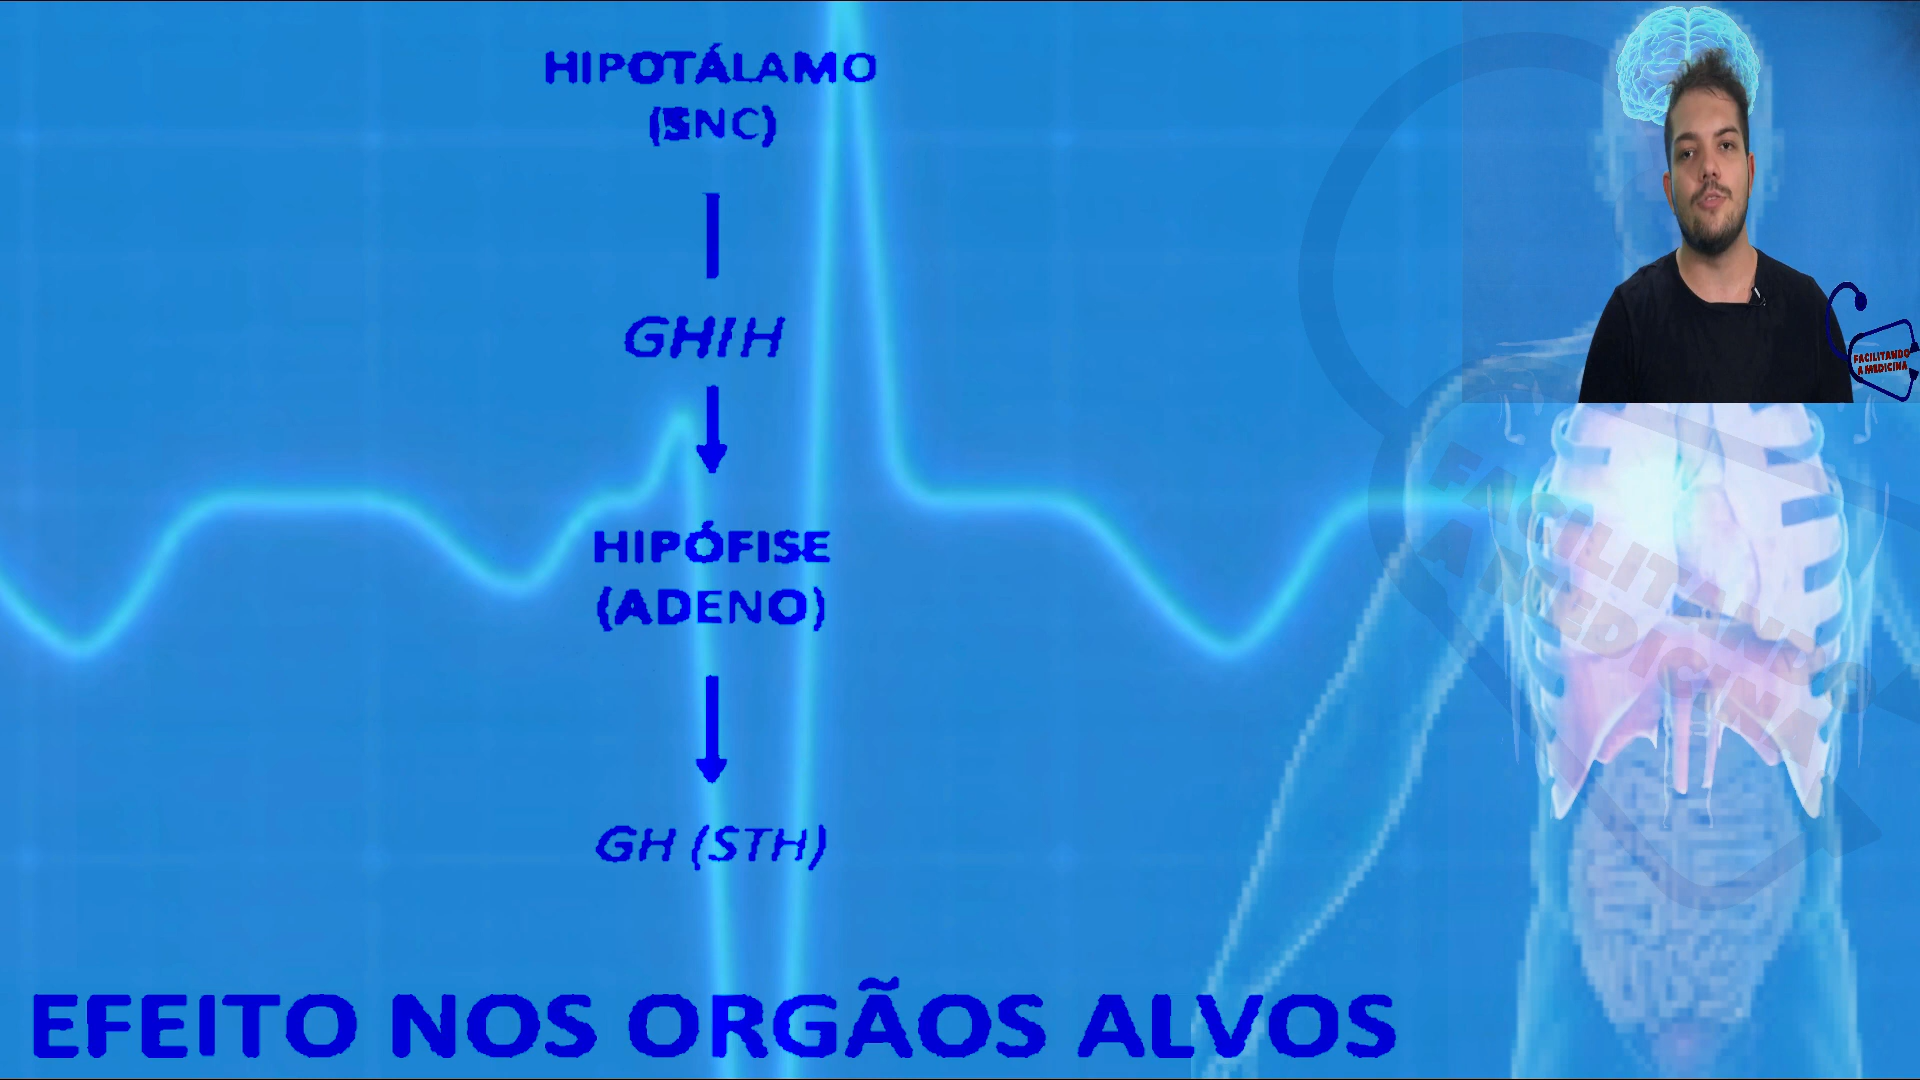 HIPOTÁLAMO
(SNC)
GHIH
HIPÓFISE
(ADENO)
GH (STH)
EFEITO NOS ORGÃOS ALVOS
FACILITANDO
A MEDICINA
FACILITANDO
A MEDICINA